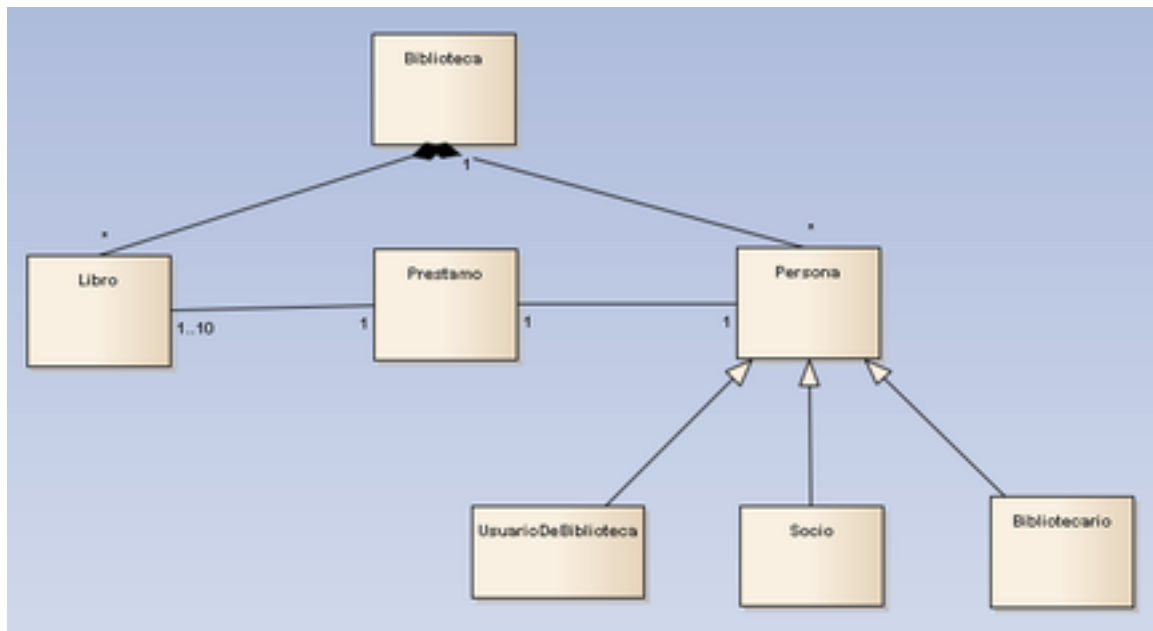 Biblioteca
1
*
*
Libro
Prestamo
Persona
1..10
1
1
1
UsuarioDeBiblioteca
Socio
Bibliotecario